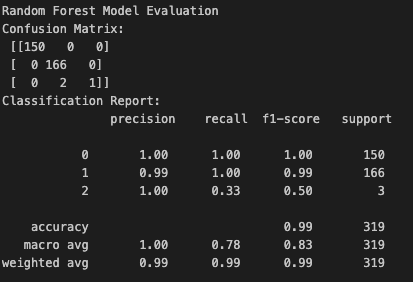 Random Forest Model Evaluation
Confusion Matrix:
[[150 0 0]
[ 0 166 0]
[ 0 2 1]]
Classification Report:
precision recall f1-score support
0 1.00 1.00 1.00 150
1 0.99 1.00 0.99 166
2 1.00 0.33 0.50 3
accuracy 0.99 319
macro avg 1.00 0.78 0.83 319
weighted avg 0.99 0.99 0.99 319